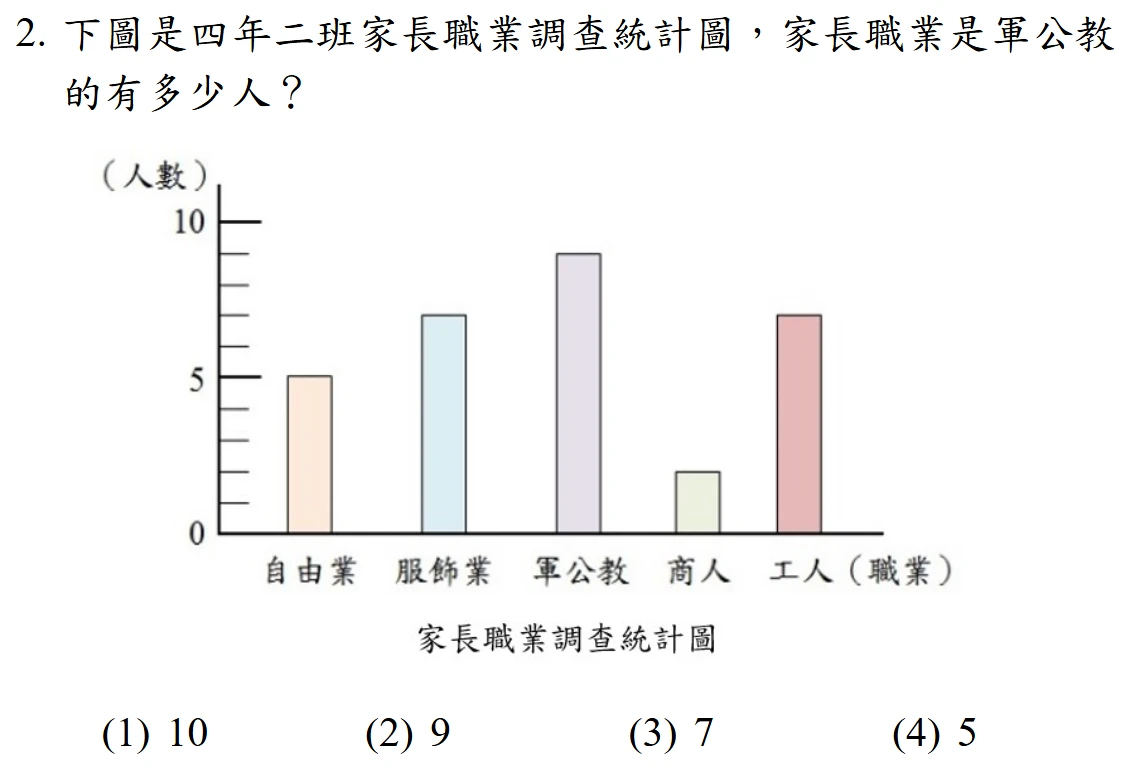 2. 下圖是四年二班家長職業調查統計圖，家長職業是軍公教
的有多少人？
（人數）
10
5
0
自由業 服飾業 軍公教 商人 工人（職業）
家長職業調查統計圖
(1) 10 (2) 9 (3) 7 (4) 5